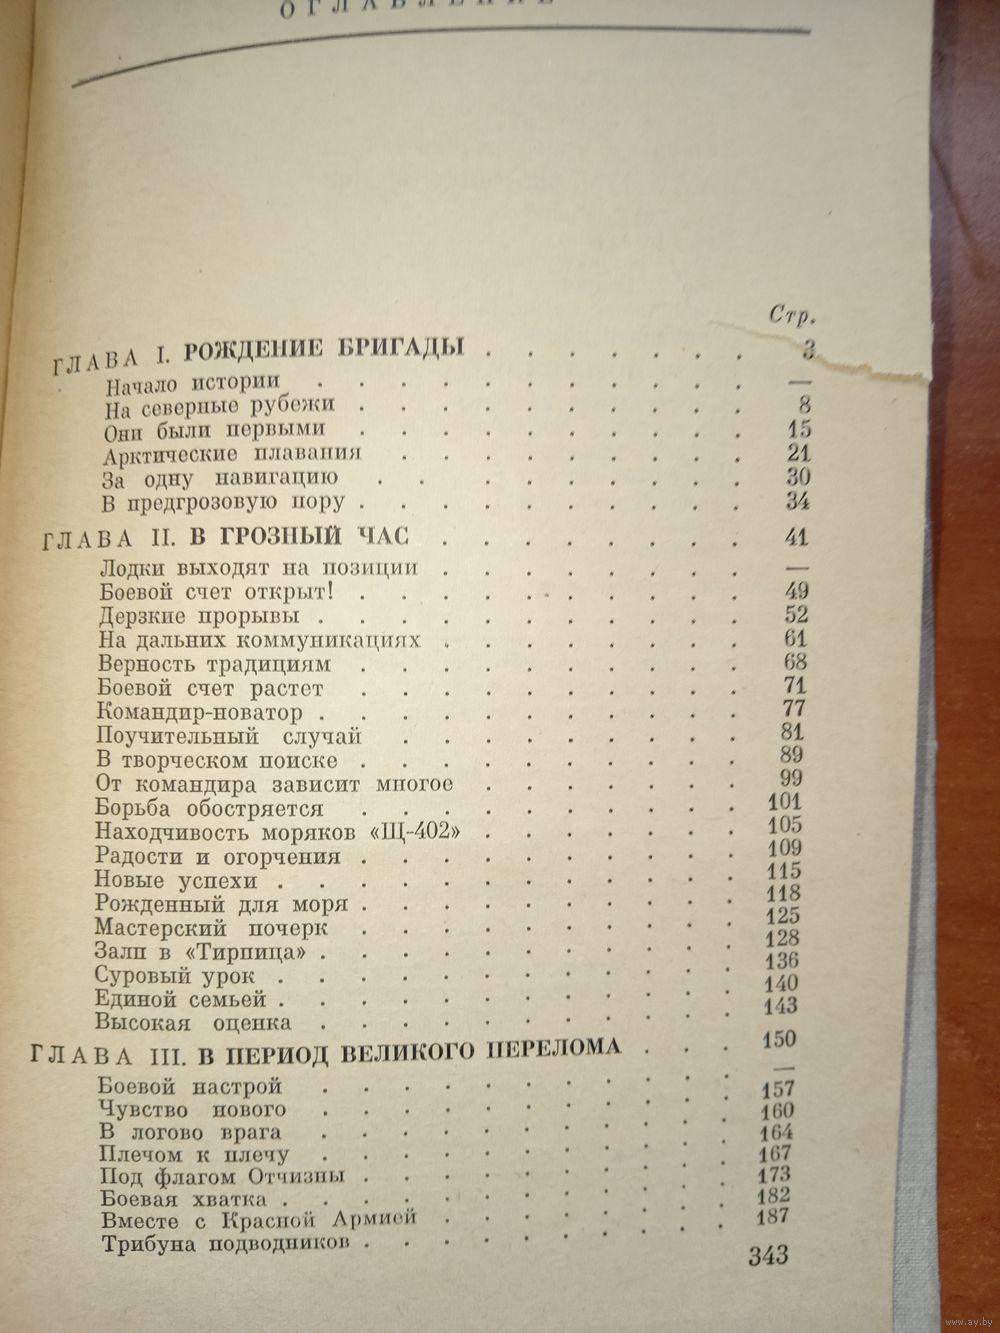 ОГЛАВЛЕНИЕ
Стр.
ГЛАВА I. РОЖДЕНИЕ БРИГАДЫ . . . . . . . 3
Начало истории . . . . . . . . . . . —
На северные рубежи . . . . . . . . . . 8
Они были первыми . . . . . . . . . . 15
Арктические плавания . . . . . . . . . 21
За одну навигацию . . . . . . . . . 30
В предгрозовую пору . . . . . . . . . . 34
ГЛАВА II. В ГРОЗНЫЙ ЧАС . . . . . . . . 41
Лодки выходят на позиции . . . . . . . . —
Боевой счет открыт! . . . . . . . . . . 49
Дерзкие прорывы . . . . . . . . . . . 52
На дальних коммуникациях . . . . . . . . 61
Верность традициям . . . . . . . . . . 68
Боевой счет растет . . . . . . . . . . 71
Командир-новатор . . . . . . . . . . . 77
Поучительный случай . . . . . . . . . 81
В творческом поиске . . . . . . . . . . 89
От командира зависит многое . . . . . . . 99
Борьба обостряется . . . . . . . . . . 101
Находчивость моряков «Щ-402» . . . . . . . 105
Радости и огорчения . . . . . . . . . . 109
Новые успехи . . . . . . . . . . . . 115
Рожденный для моря . . . . . . . . . . 118
Мастерский почерк . . . . . . . . . . 125
Залп в «Тирпица» . . . . . . . . . . . 128
Суровый урок . . . . . . . . . . . . 136
Единой семьей . . . . . . . . . . . . 140
Высокая оценка . . . . . . . . . . . 143
ГЛАВА III. В ПЕРИОД ВЕЛИКОГО ПЕРЕЛОМА . . . 150
Боевой настрой . . . . . . . . . . . —
Чувство нового . . . . . . . . . . . 157
В логово врага . . . . . . . . . . . 160
Плечом к плечу . . . . . . . . . . . 164
Под флагом Отчизны . . . . . . . . . . 167
Боевая хватка . . . . . . . . . . . . 173
Вместе с Красной Армией . . . . . . . . 182
Трибуна подводников . . . . . . . . . . 187
343
www.ay.by